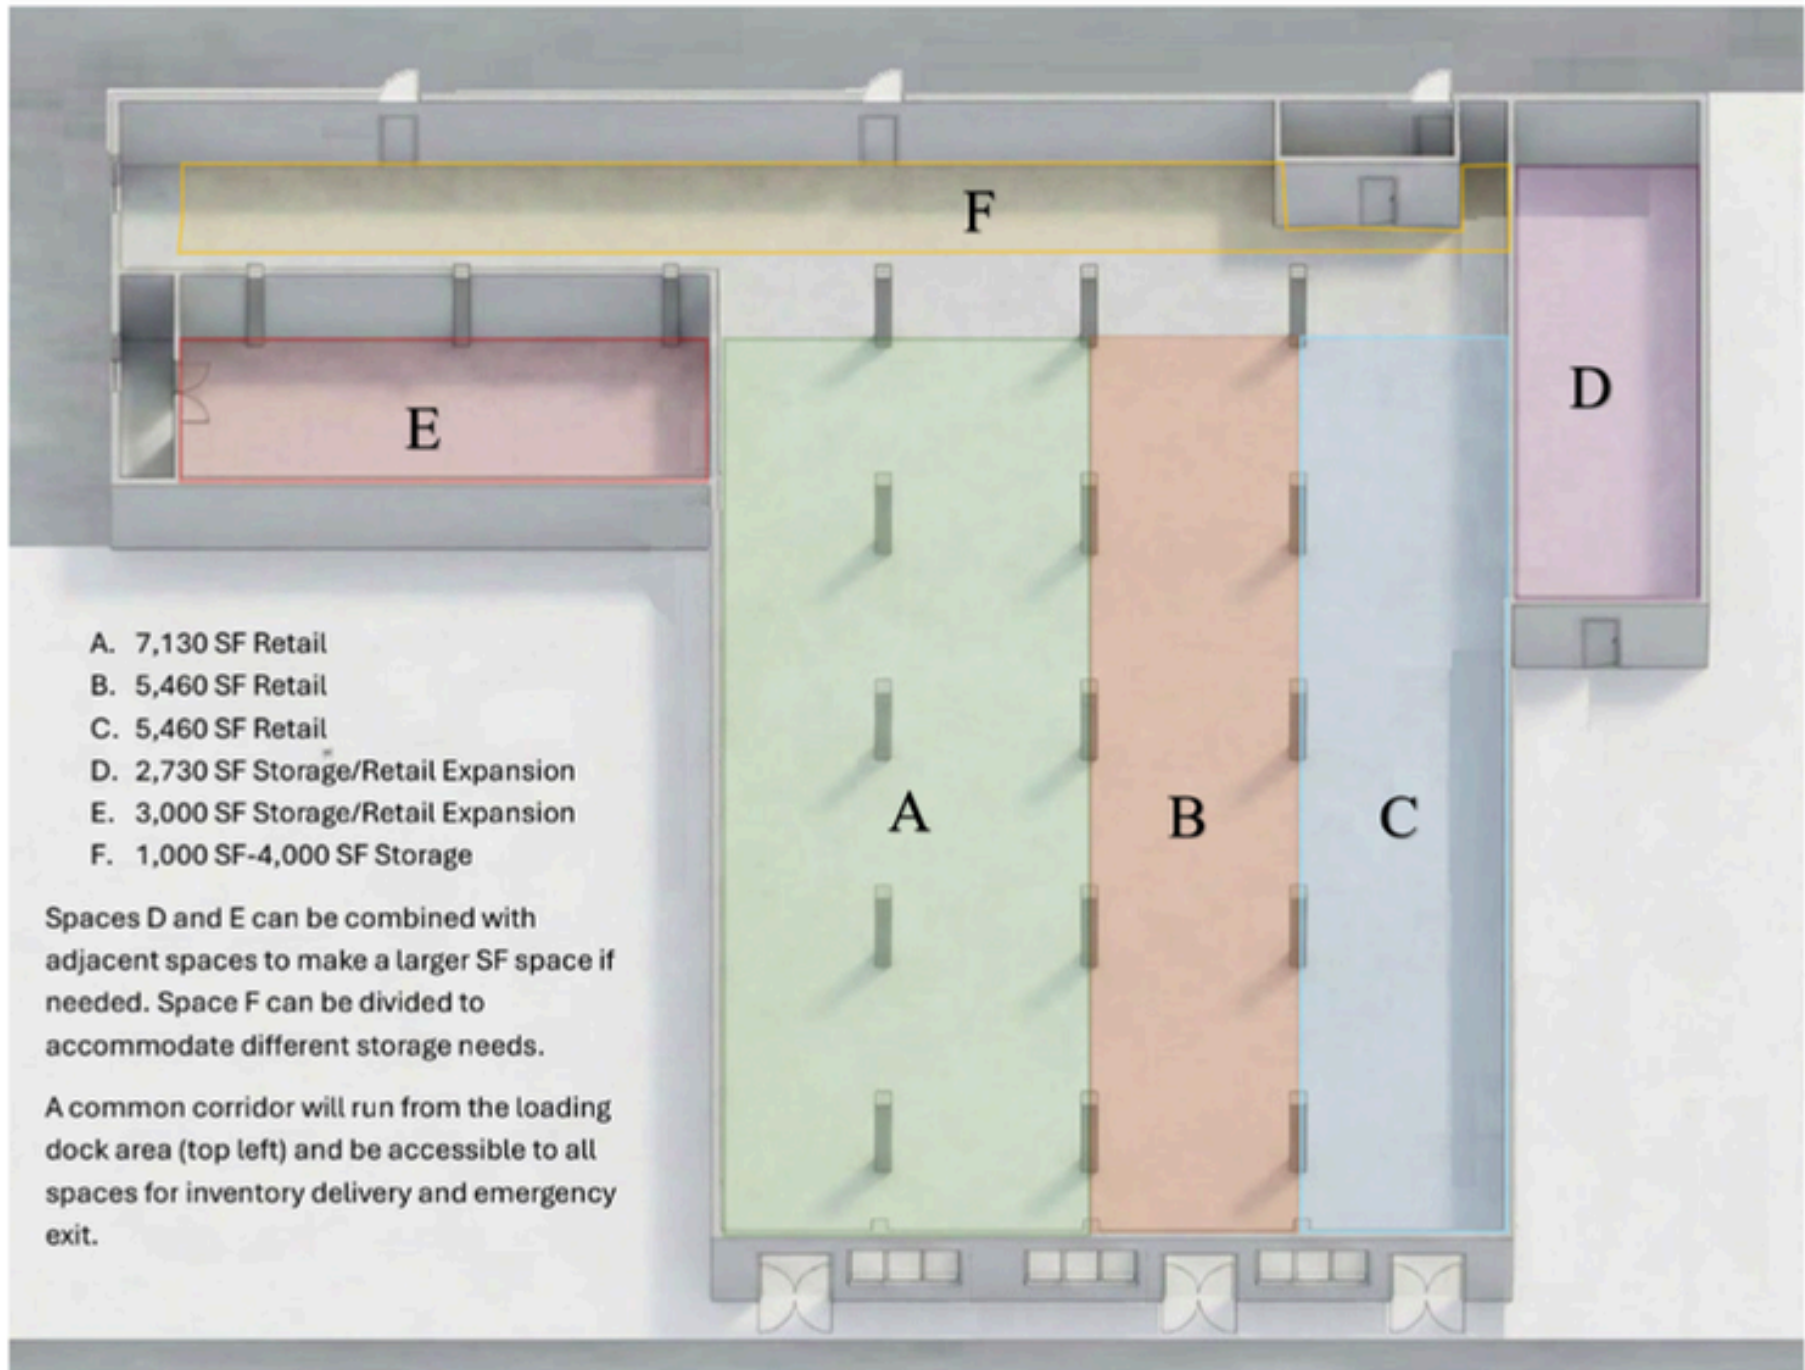 F
E
D
A. 7,130 SF Retail
B. 5,460 SF Retail
C. 5,460 SF Retail
D. 2,730 SF Storage/Retail Expansion
E. 3,000 SF Storage/Retail Expansion
F. 1,000 SF-4,000 SF Storage
A
B
C
Spaces D and E can be combined with
adjacent spaces to make a larger SF space if
needed. Space F can be divided to
accommodate different storage needs.
A common corridor will run from the loading
dock area (top left) and be accessible to all
spaces for inventory delivery and emergency
exit.